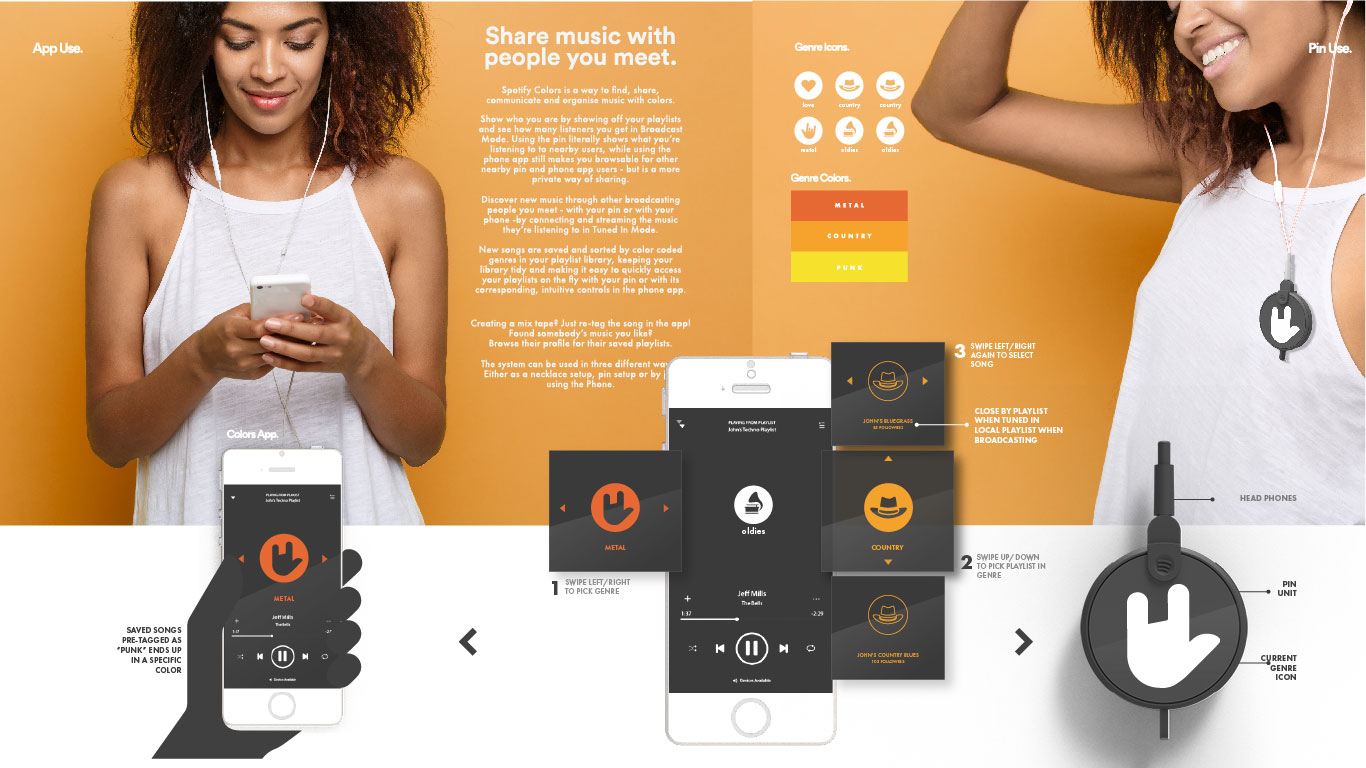 App Use.
Share music with
people you meet.
Spotify Colors is a way to find, share,
communicate and organise music with colors.
Show who you are by showing off your playlists
and see how many listeners you get in Broadcast
Mode. Using the pin literally shows what you're
listening to to nearby users, while using the
phone app still makes you browsable for other
nearby pin and phone app users - but is a more
private way of sharing.
Discover new music through other broadcasting
people you meet - with your pin or with your
phone -by connecting and streaming the music
they're listening to in Tuned In Mode.
New songs are saved and sorted by color coded
genres in your playlist library, keeping your
library tidy and making it easy to quickly access
your playlists on the fly with your pin or with its
corresponding, intuitive controls in the phone app.
Creating a mix tape? Just re-tag the song in the app!
Found somebody's music you like?
Browse their profile for their saved playlists.
The system can be used in three different
Either as a necklace setup, pin setup or by
using the Phone.
Genre Icons.
love country country
metal oldies oldies
Genre Colors.
METAL
COUNTRY
PUNK
Pin Use.
Colors App.
PLAYING FROM PLAYLIST
John's Techno Playlist
METAL
Jeff Mills
The Bells
1:37
-27
Devices Available
SAVED SONGS
PRE-TAGGED AS
"PUNK" ENDS UP
IN A SPECIFIC
COLOR
METAL
1 SWIPE LEFT/RIGHT
TO PICK GENRE
PLAYING FROM PLAYLIST
John's Techno Playlist
oldies
Jeff Mills
The Bells
1:37 -2:29
Devices Available
JOHN'S BLUEGRASS
FOLLOWERS
COUNTRY
JOHN'S COUNTRY BLUES
FOLLOWERS
3 SWIPE LEFT/RIGHT
AGAIN TO SELECT
SONG
CLOSE BY PLAYLIST
WHEN TUNED IN
LOCAL PLAYLIST WHEN
BROADCASTING
2 SWIPE UP/DOWN
TO PICK PLAYLIST IN
GENRE
HEAD PHONES
PIN
UNIT
CURRENT
GENRE
ICON